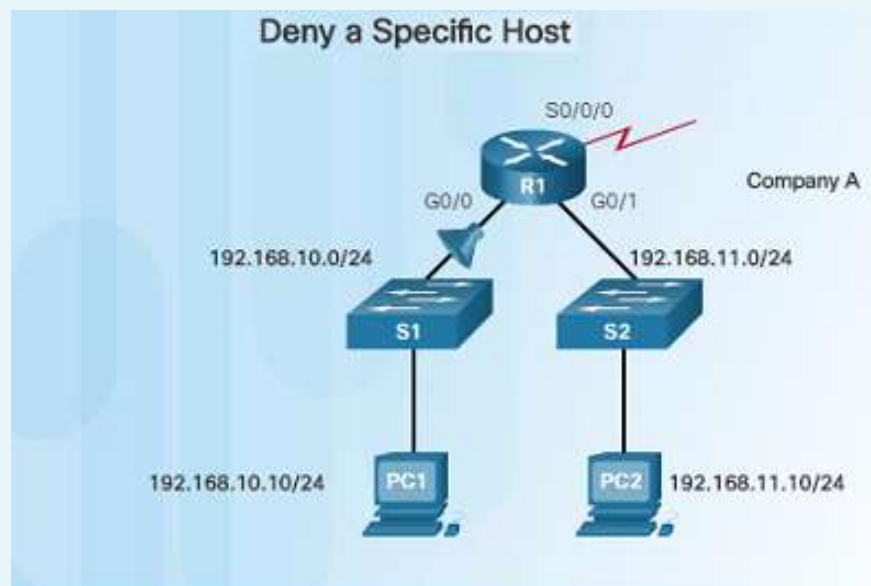 Deny a Specific Host
S0/0/0
R1
Company A
G0/0
G0/1
192.168.10.0/24
192.168.11.0/24
S1
S2
192.168.10.10/24
PC1
PC2
192.168.11.10/24